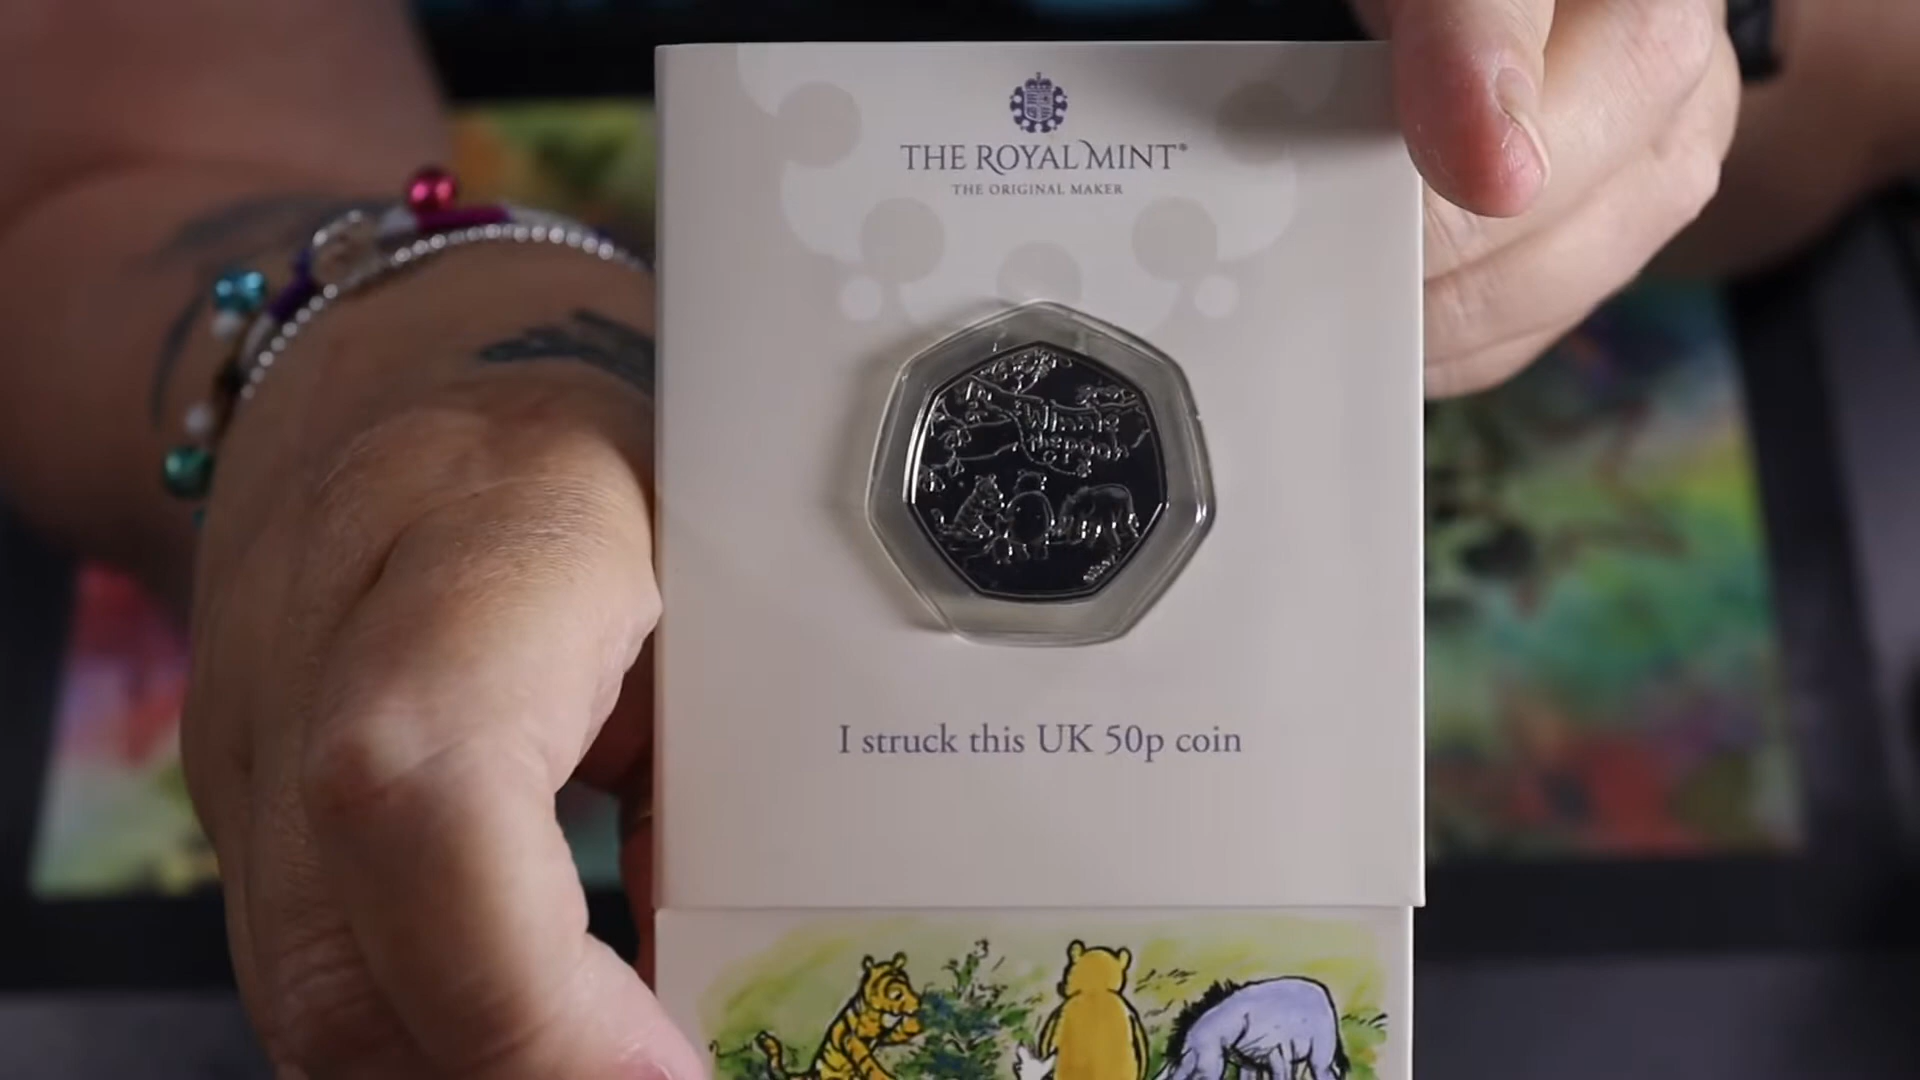 THE ROYAL MINT®
THE ORIGINAL MAKER
Winnie
the pooh
I struck this UK 50p coin